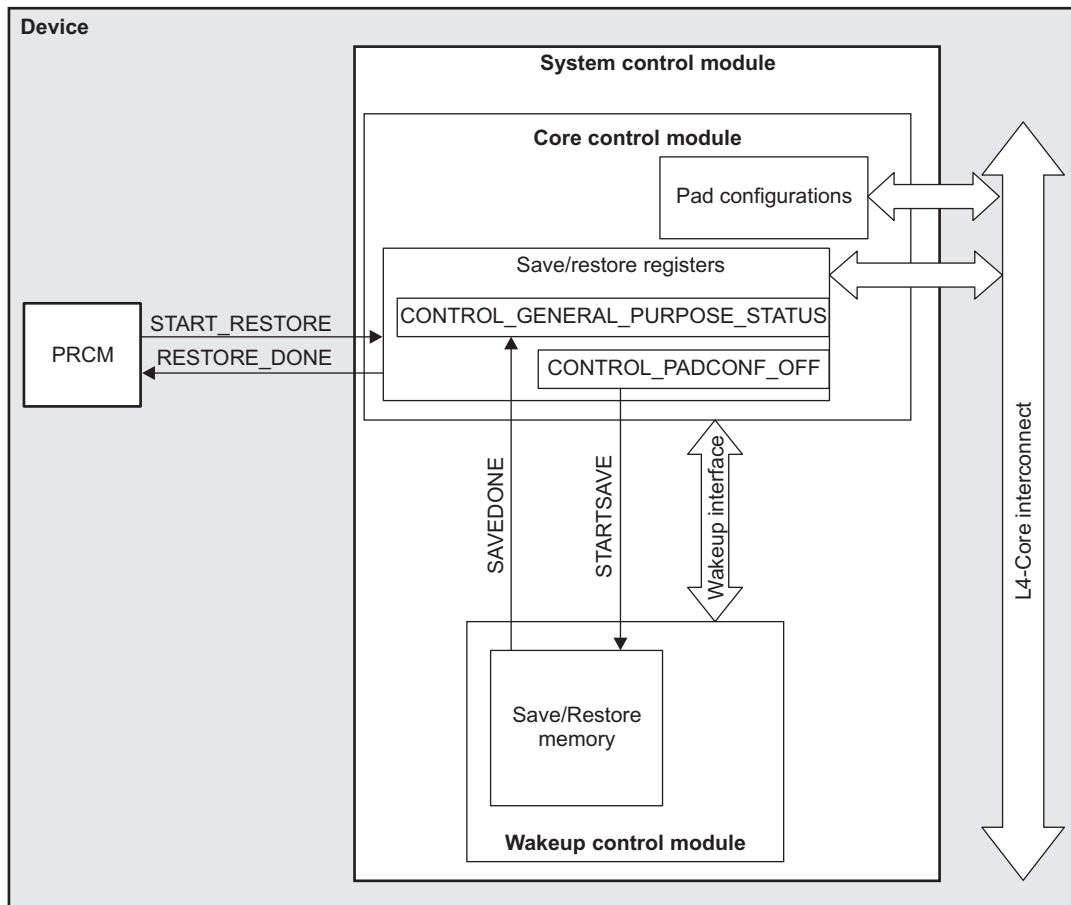 Device
System control module
Core control module
Pad configurations
Save/restore registers
CONTROL_GENERAL_PURPOSE_STATUS
CONTROL_PADCONF_OFF
START_RESTORE
PRCM
RESTORE_DONE
SAVEDONE
STARTSAVE
Wakeup interface
L4-Core interconnect
Save/Restore
memory
Wakeup control module